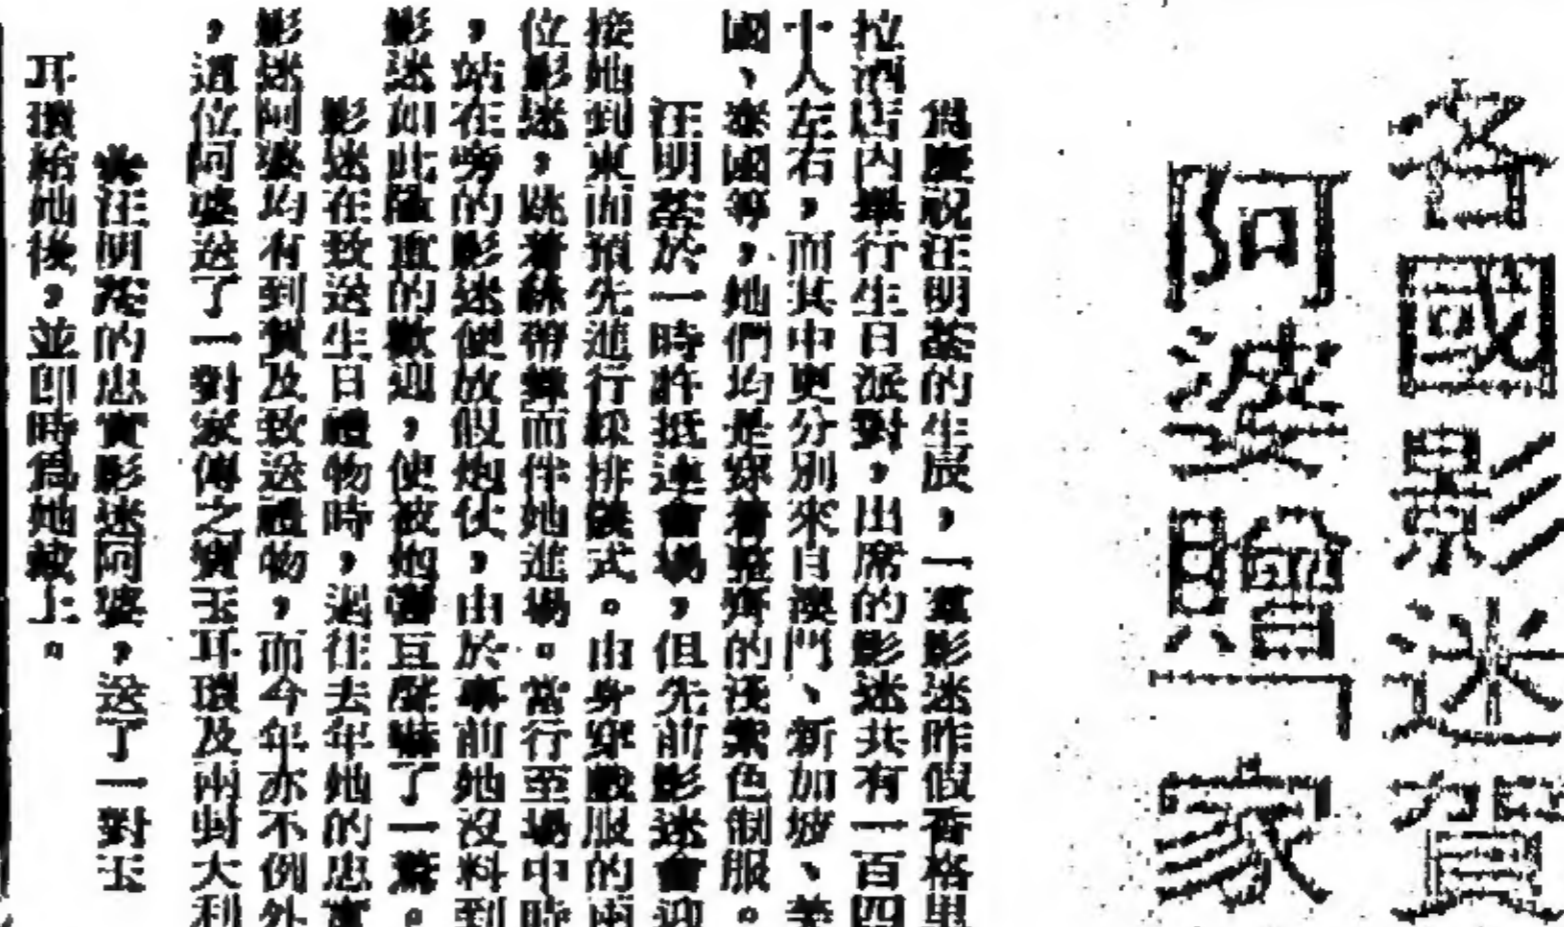 各國影迷賀
阿婆贈一家
爲慶祝汪明荃的生辰，一羣影迷昨假香格里
拉酒店內舉行生日派對，出席的影迷共有一百四
十人左右，而其中更分別來自澳門、新加坡、美
國、泰國等，她們均是穿着整齊的淺紫色制服。
汪明荃於一時許抵達會場，但先前影迷會迎
接她到東面預先進行綵排儀式。由身穿戲服的兩
位影迷，跳着絲帶舞而伴她進場。當行至場中時
，站在旁的影迷便放假炮仗，由於事前她沒料到
影迷如此隆重的歡迎，便被炮響巨聲嚇了一驚。
影迷在致送生日禮物時，過往去年她的忠實
影迷阿婆均有到賀及致送禮物，而今年亦不例外
，這位阿婆送了一對家傳之寶玉耳環及兩封大利
汪明荃的忠實影迷阿婆，送了一對玉
耳環給她後，並即時爲她戴上。